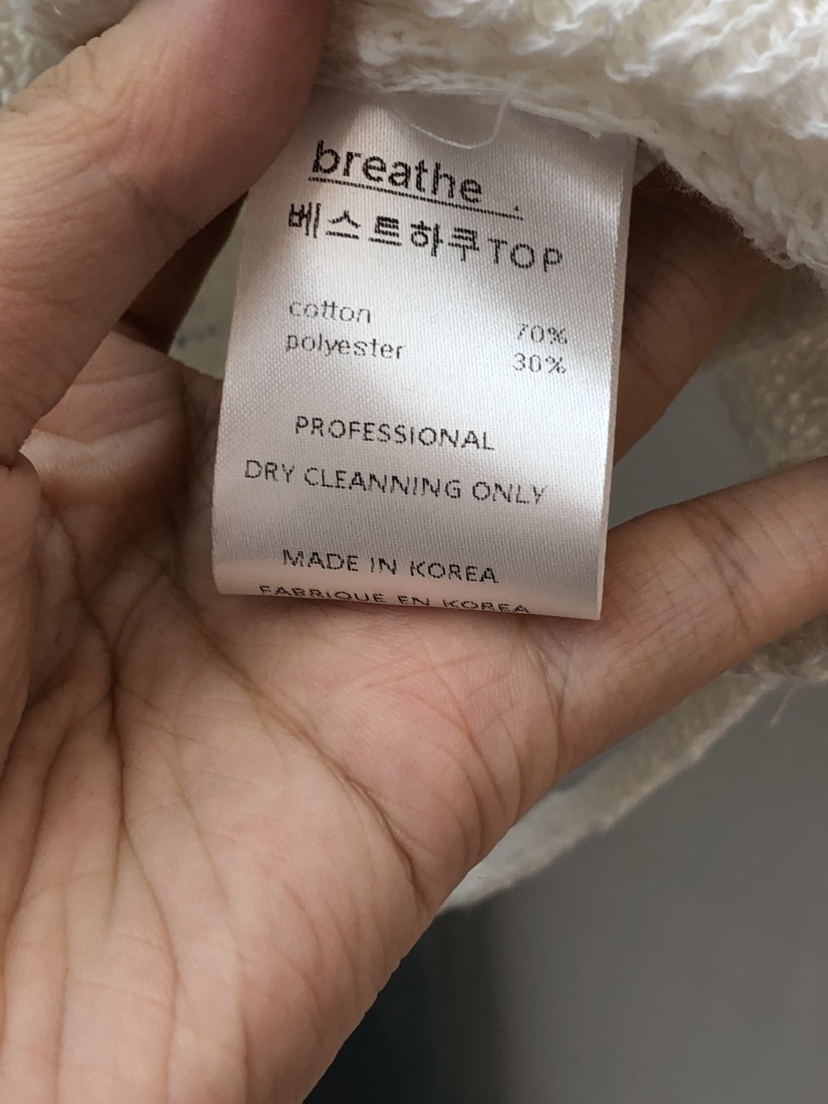 breathe .
베스트하쿠TOP
cotton 70%
polyester 30%
PROFESSIONAL
DRY CLEANNING ONLY
MADE IN KOREA
FABRIQUE EN KOREA